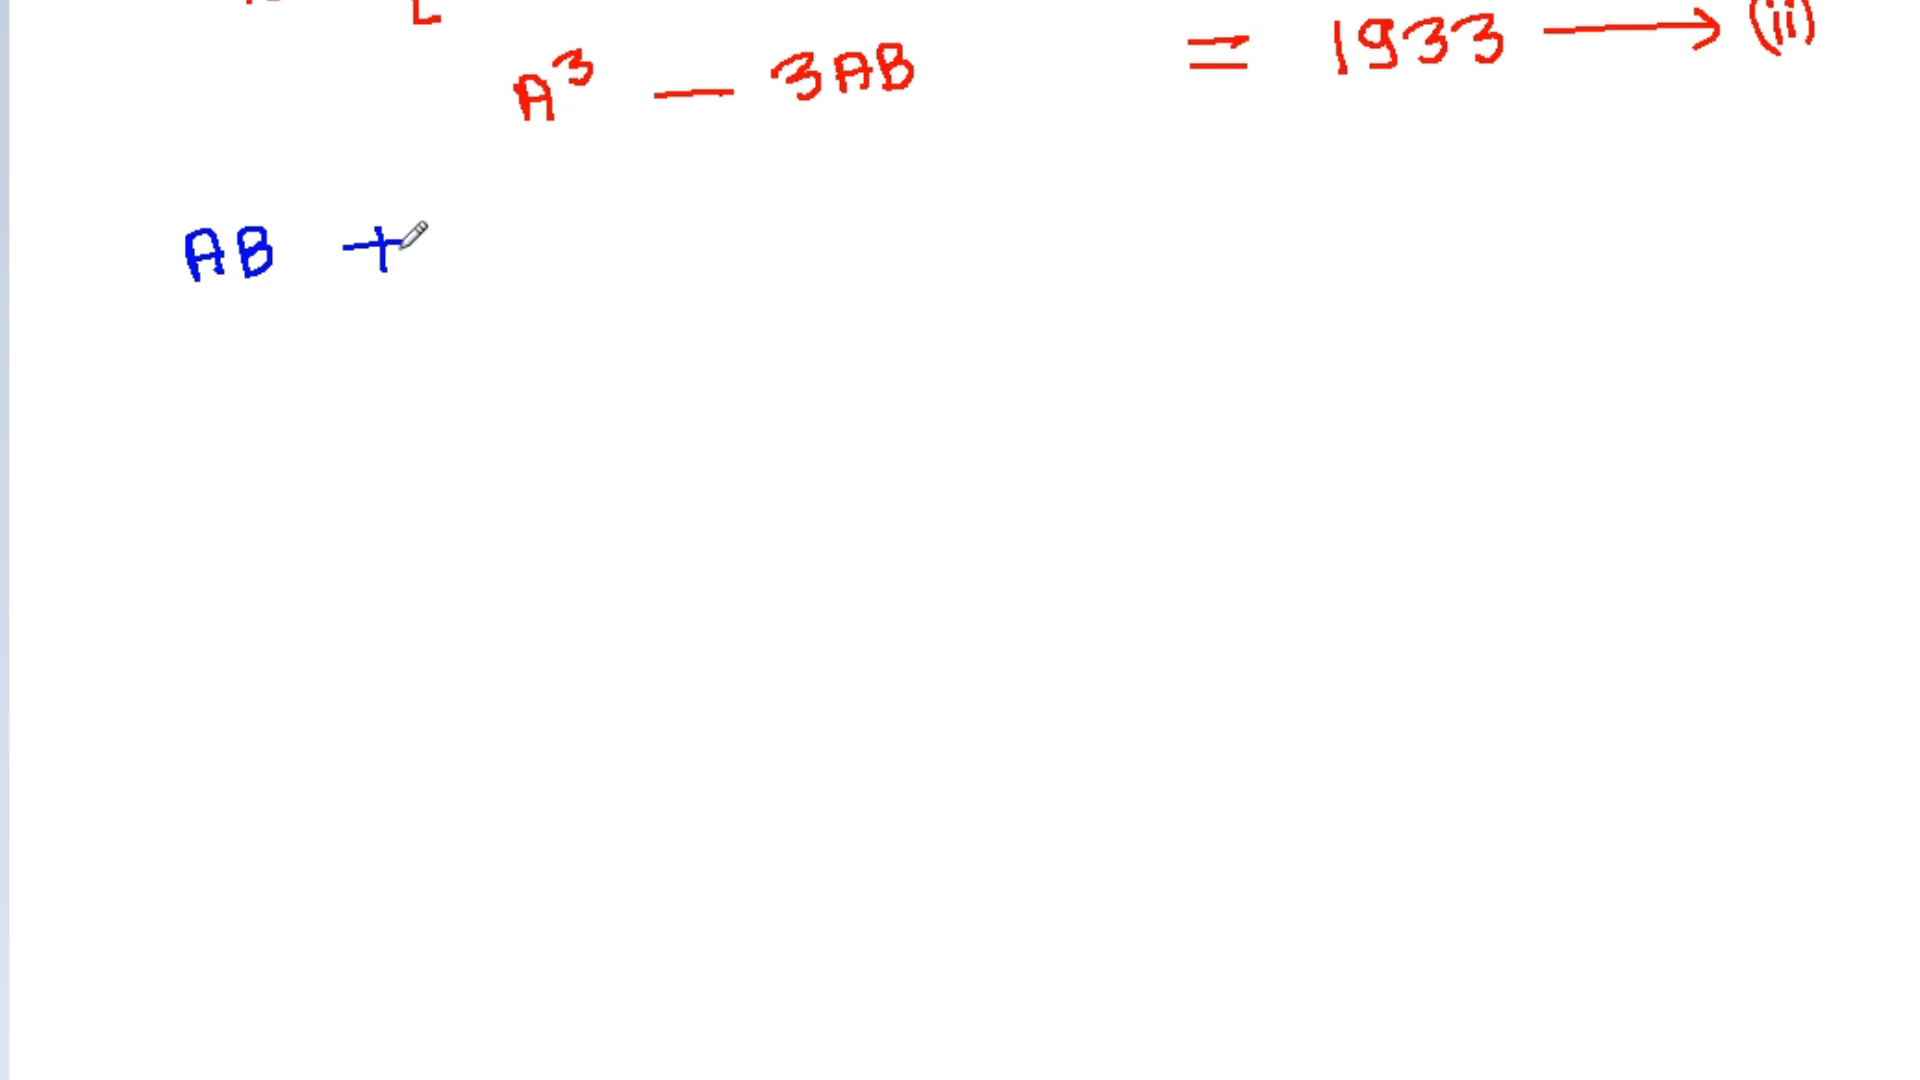 A³ — 3AB = 1933 ⟶ (ii)
AB +